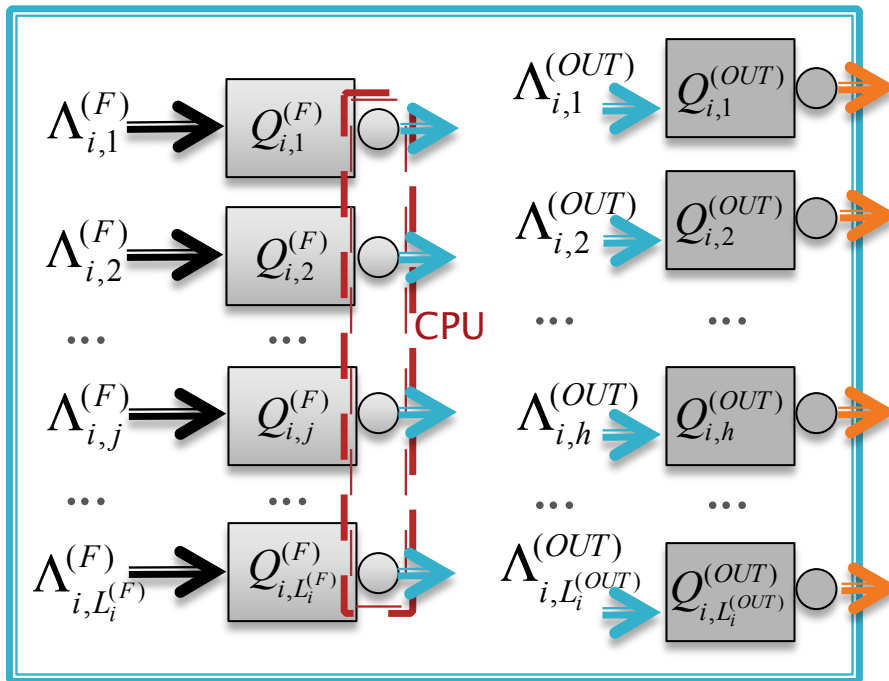 Λ_{i,1}^{(F)} Q_{i,1}^{(F)} Λ_{i,1}^{(OUT)} Q_{i,1}^{(OUT)}
Λ_{i,2}^{(F)} Q_{i,2}^{(F)} Λ_{i,2}^{(OUT)} Q_{i,2}^{(OUT)}
... ... CPU ... ...
Λ_{i,j}^{(F)} Q_{i,j}^{(F)} Λ_{i,h}^{(OUT)} Q_{i,h}^{(OUT)}
... ... ... ...
Λ_{i,L_i^{(F)}}^{(F)} Q_{i,L_i^{(F)}}^{(F)} Λ_{i,L_i^{(OUT)}}^{(OUT)} Q_{i,L_i^{(OUT)}}^{(OUT)}